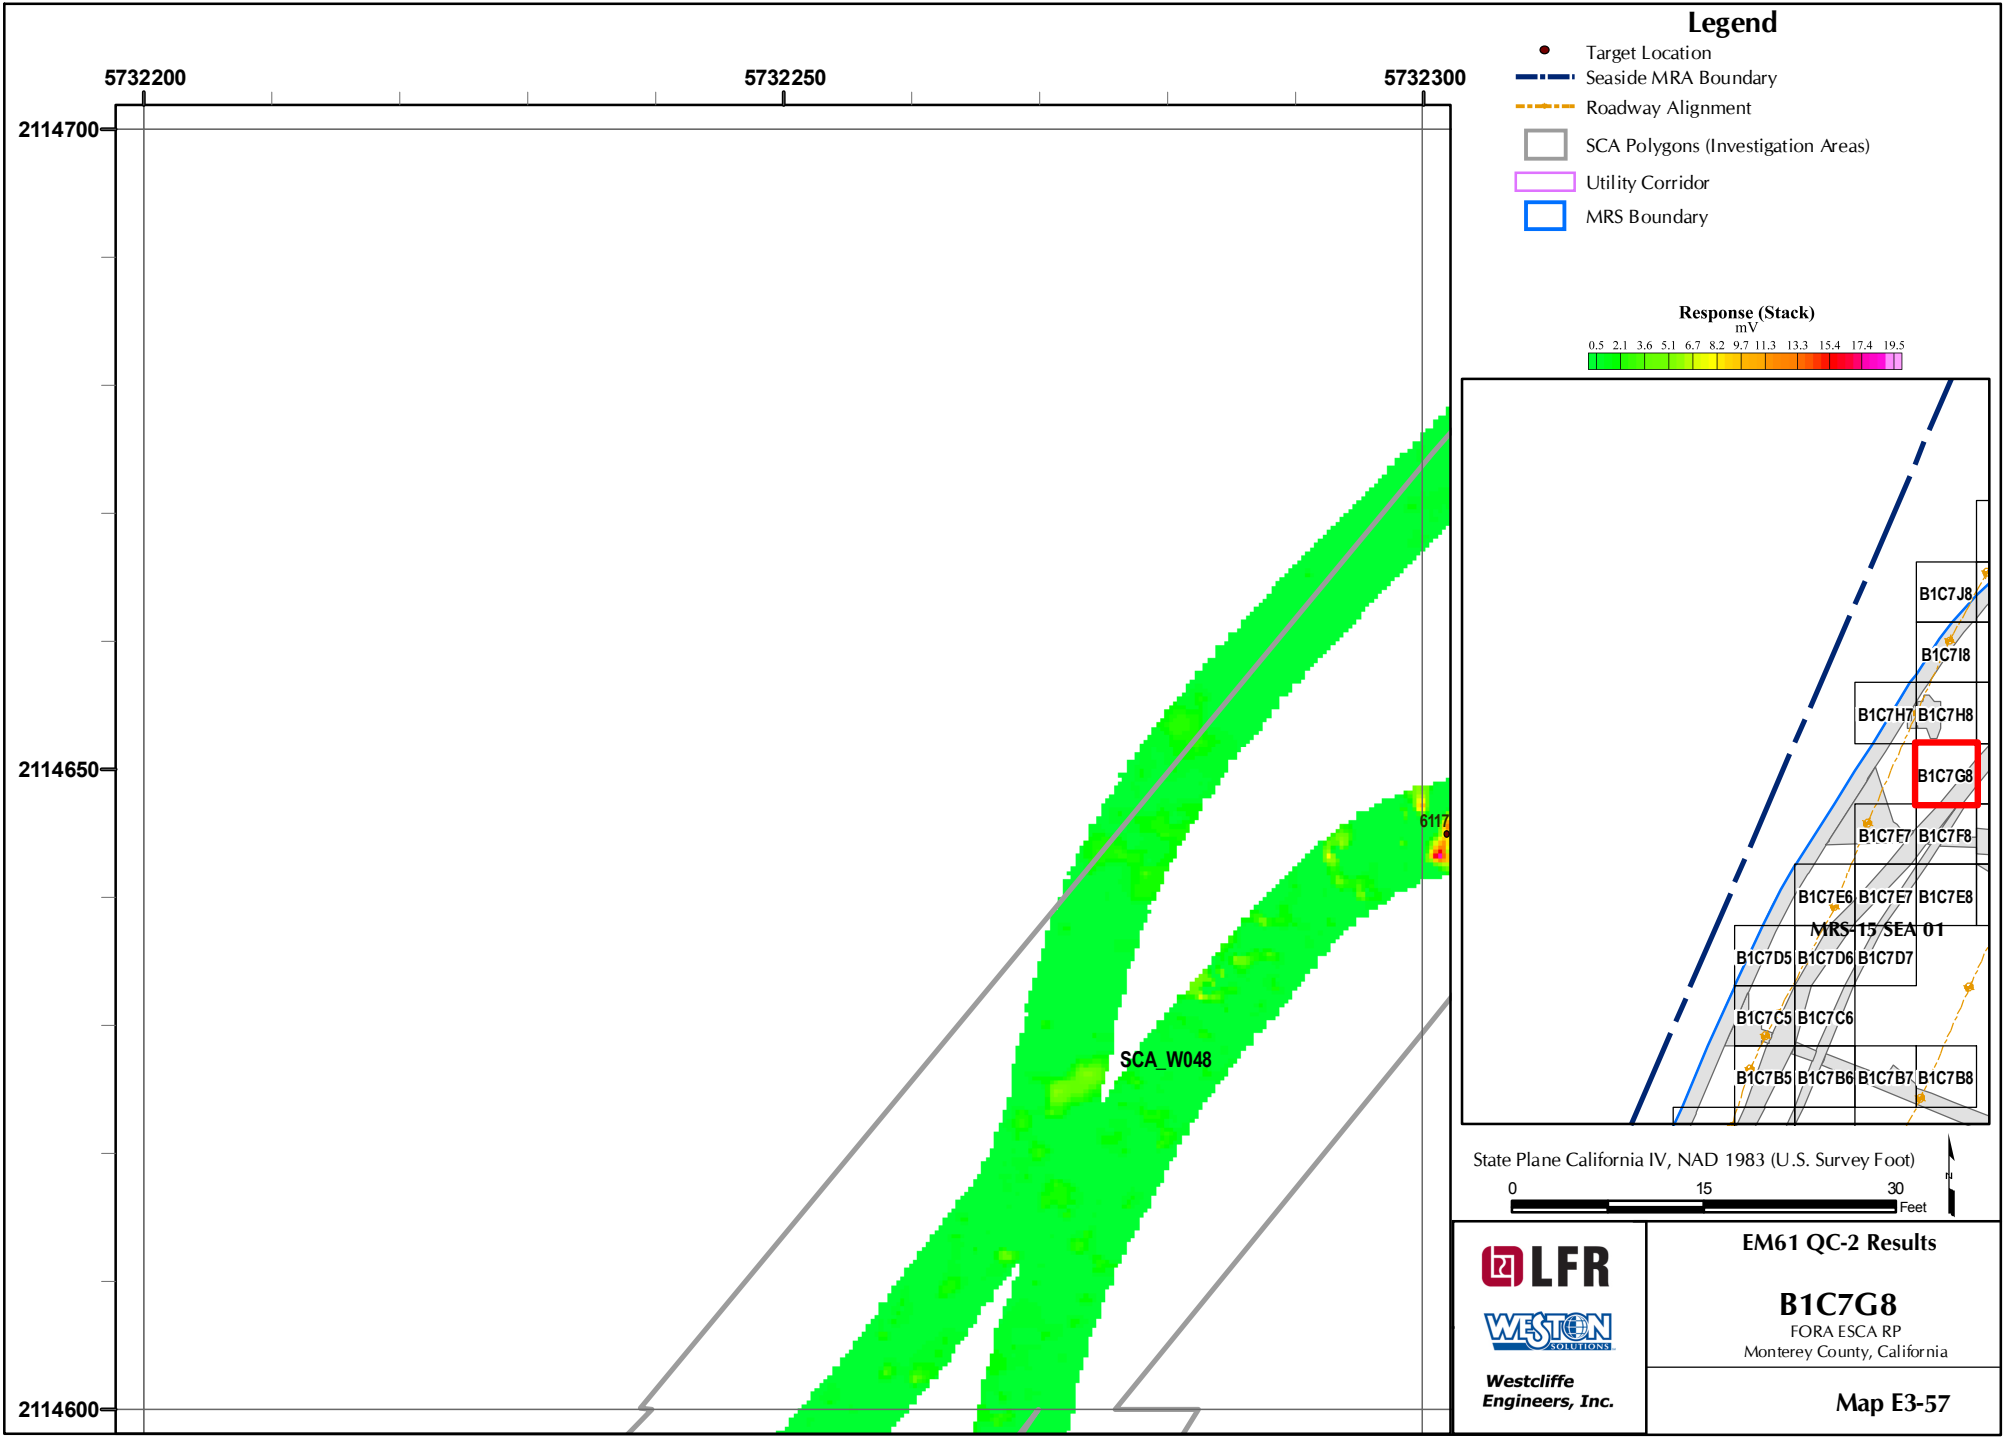 5732200
5732250
5732300
2114700
2114650
2114600
6117
SCA_W048
Legend
Target Location
Seaside MRA Boundary
Roadway Alignment
SCA Polygons (Investigation Areas)
Utility Corridor
MRS Boundary
Response (Stack)
mV
0.5 2.1 3.6 5.1 6.7 8.2 9.7 11.3 13.3 15.4 17.4 19.5
B1C7J8
B1C7I8
B1C7H7 B1C7H8
B1C7G8
B1C7F7 B1C7F8
B1C7E6 B1C7E7 B1C7E8
MRS-15 SEA 01
B1C7D5 B1C7D6 B1C7D7
B1C7C5 B1C7C6
B1C7B5 B1C7B6 B1C7B7 B1C7B8
State Plane California IV, NAD 1983 (U.S. Survey Foot)
0 15 30
Feet
N
LFR
WESTON
SOLUTIONS
Westcliffe
Engineers, Inc.
EM61 QC-2 Results
B1C7G8
FORA ESCA RP
Monterey County, California
Map E3-57